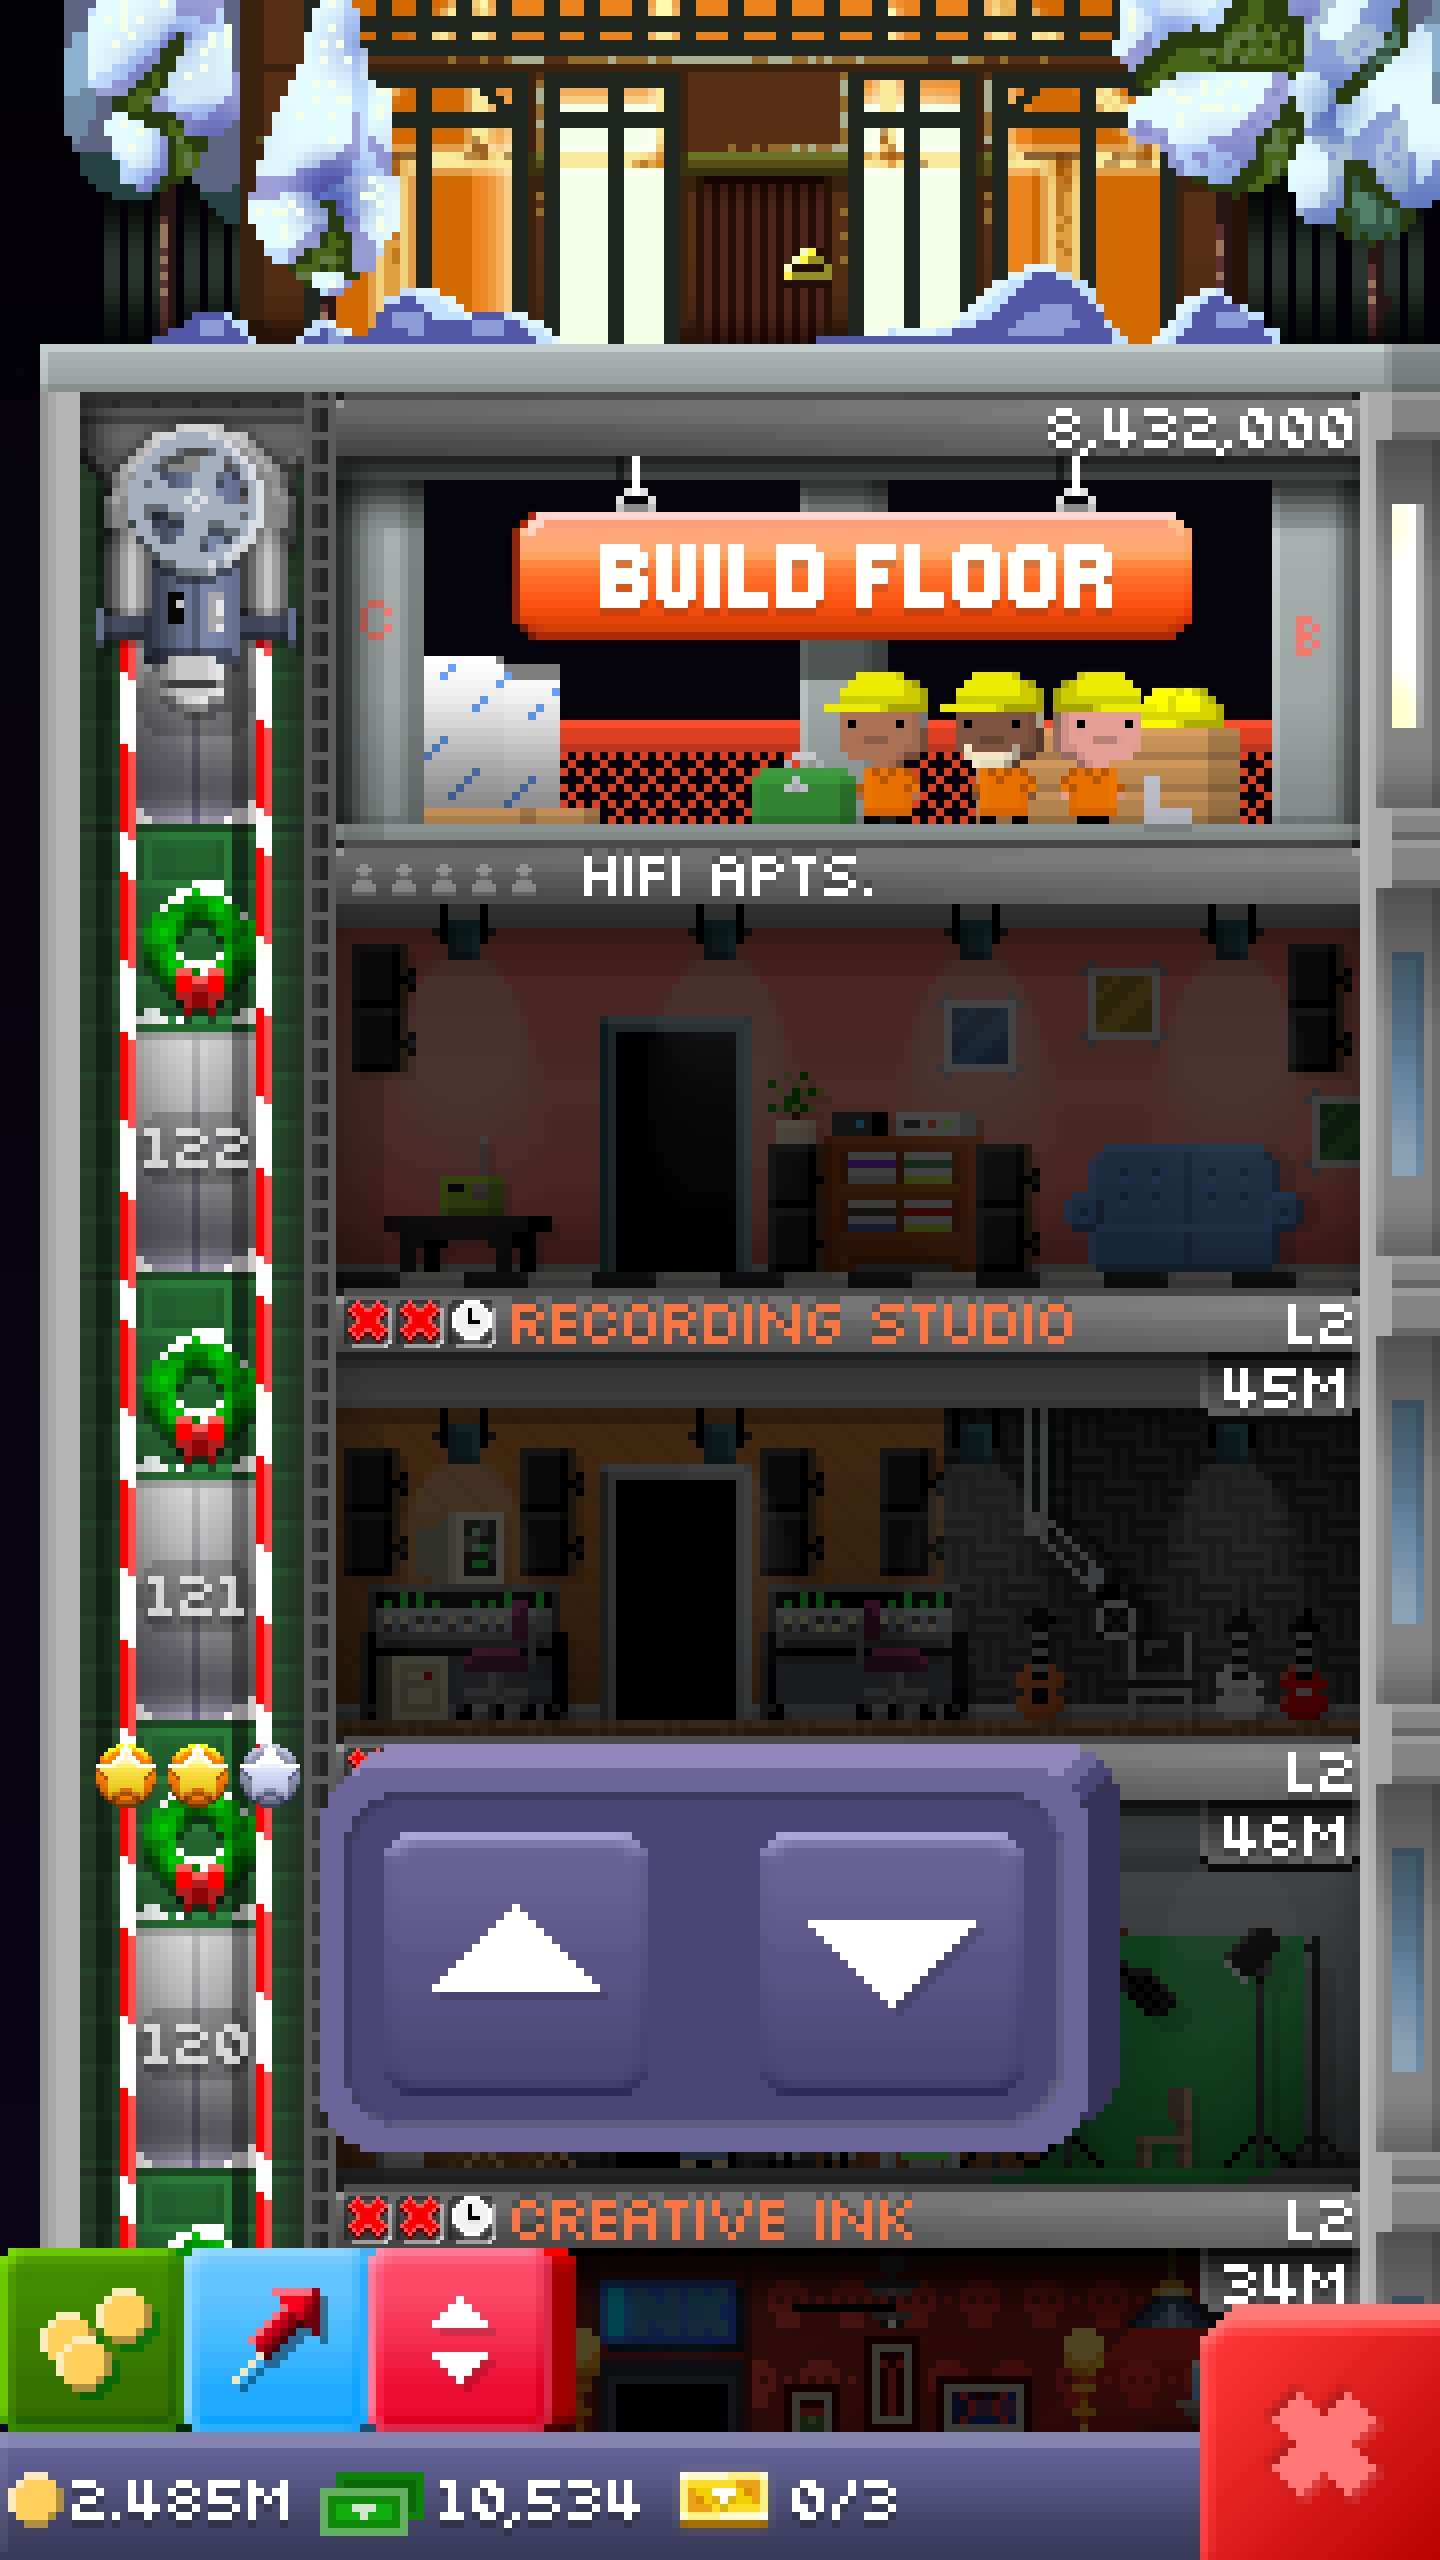 8,432,000
BUILD FLOOR
C
B
HIFI APTS.
122
RECORDING STUDIO L2
45M
121
L2
46M
120
CREATIVE INK L2
34M
INK
2.485M 10,534 0/3